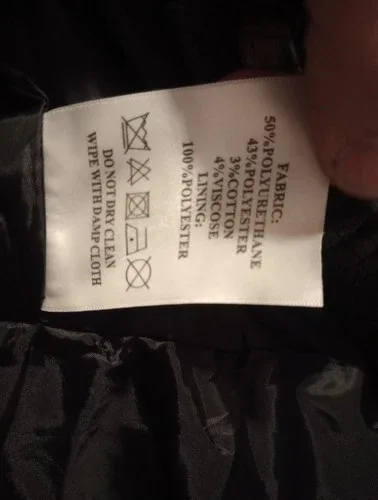 FABRIC:
50%POLYURETHANE
43%POLYESTER
3%COTTON
4%VISCOSE
LINING:
100%POLYESTER
DO NOT DRY CLEAN
WIPE WITH DAMP CLOTH